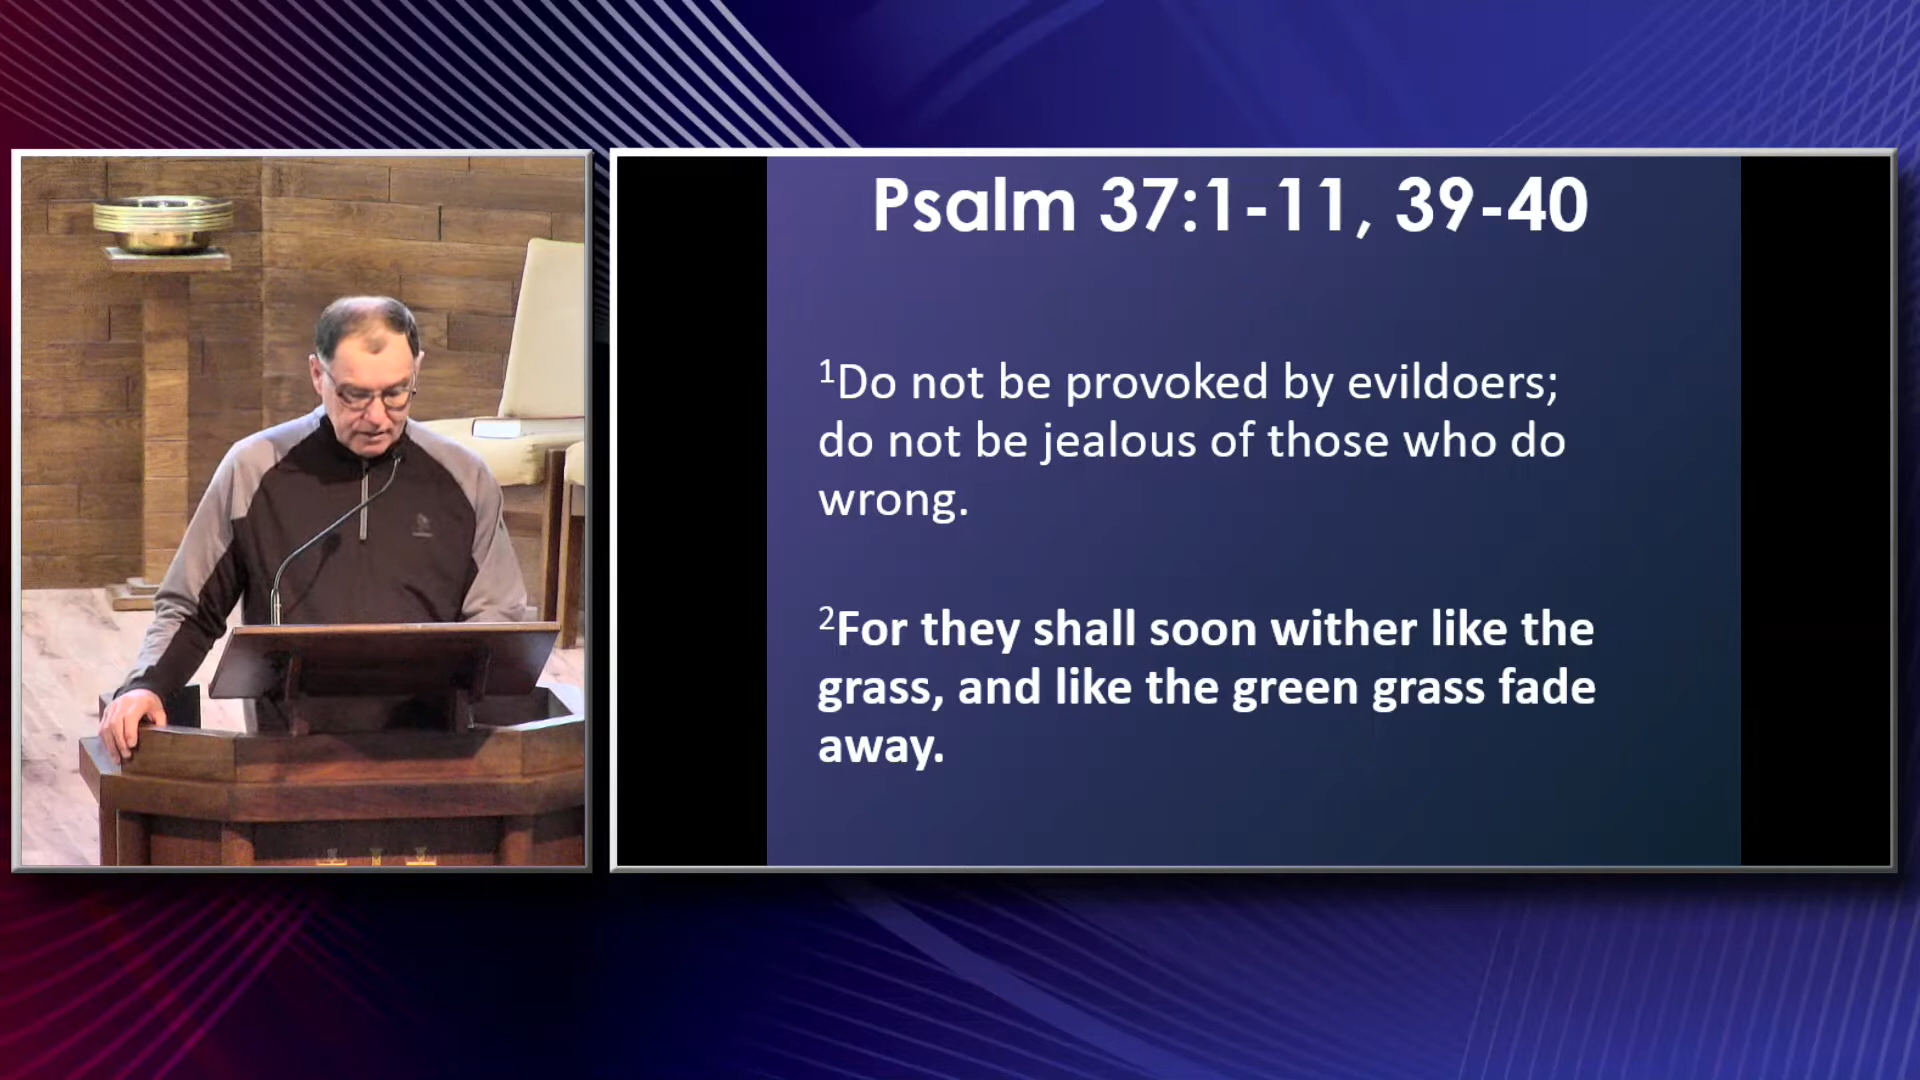 Psalm 37:1-11, 39-40
¹Do not be provoked by evildoers;
do not be jealous of those who do
wrong.
²For they shall soon wither like the
grass, and like the green grass fade
away.